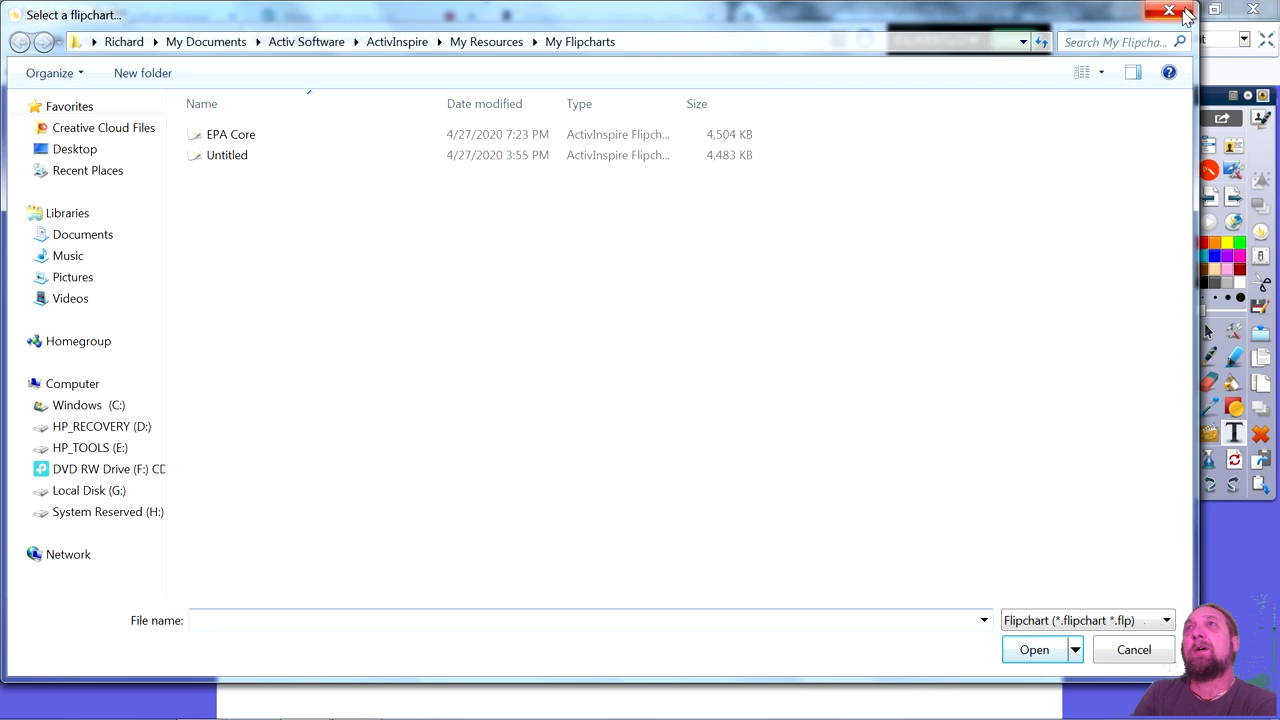 Select a flipchart...
Richard My Documents Activ Software ActivInspire My Resources My Flipcharts Search My Flipcha...
Organize New folder
Name Date modified Type Size
EPA Core 4/27/2020 7:23 PM ActivInspire Flipch... 4,504 KB
Untitled 4/27/2020 3:55 PM ActivInspire Flipch... 4,483 KB
Favorites
Creative Cloud Files
Desktop
Recent Places
Libraries
Documents
Music
Pictures
Videos
Homegroup
Computer
Windows (C:)
HP_RECOVERY (D:)
HP_TOOLS (E:)
DVD RW Drive (F:) CD
Local Disk (G:)
System Reserved (H:)
Network
File name: Flipchart (*.flipchart *.flp)
Open Cancel